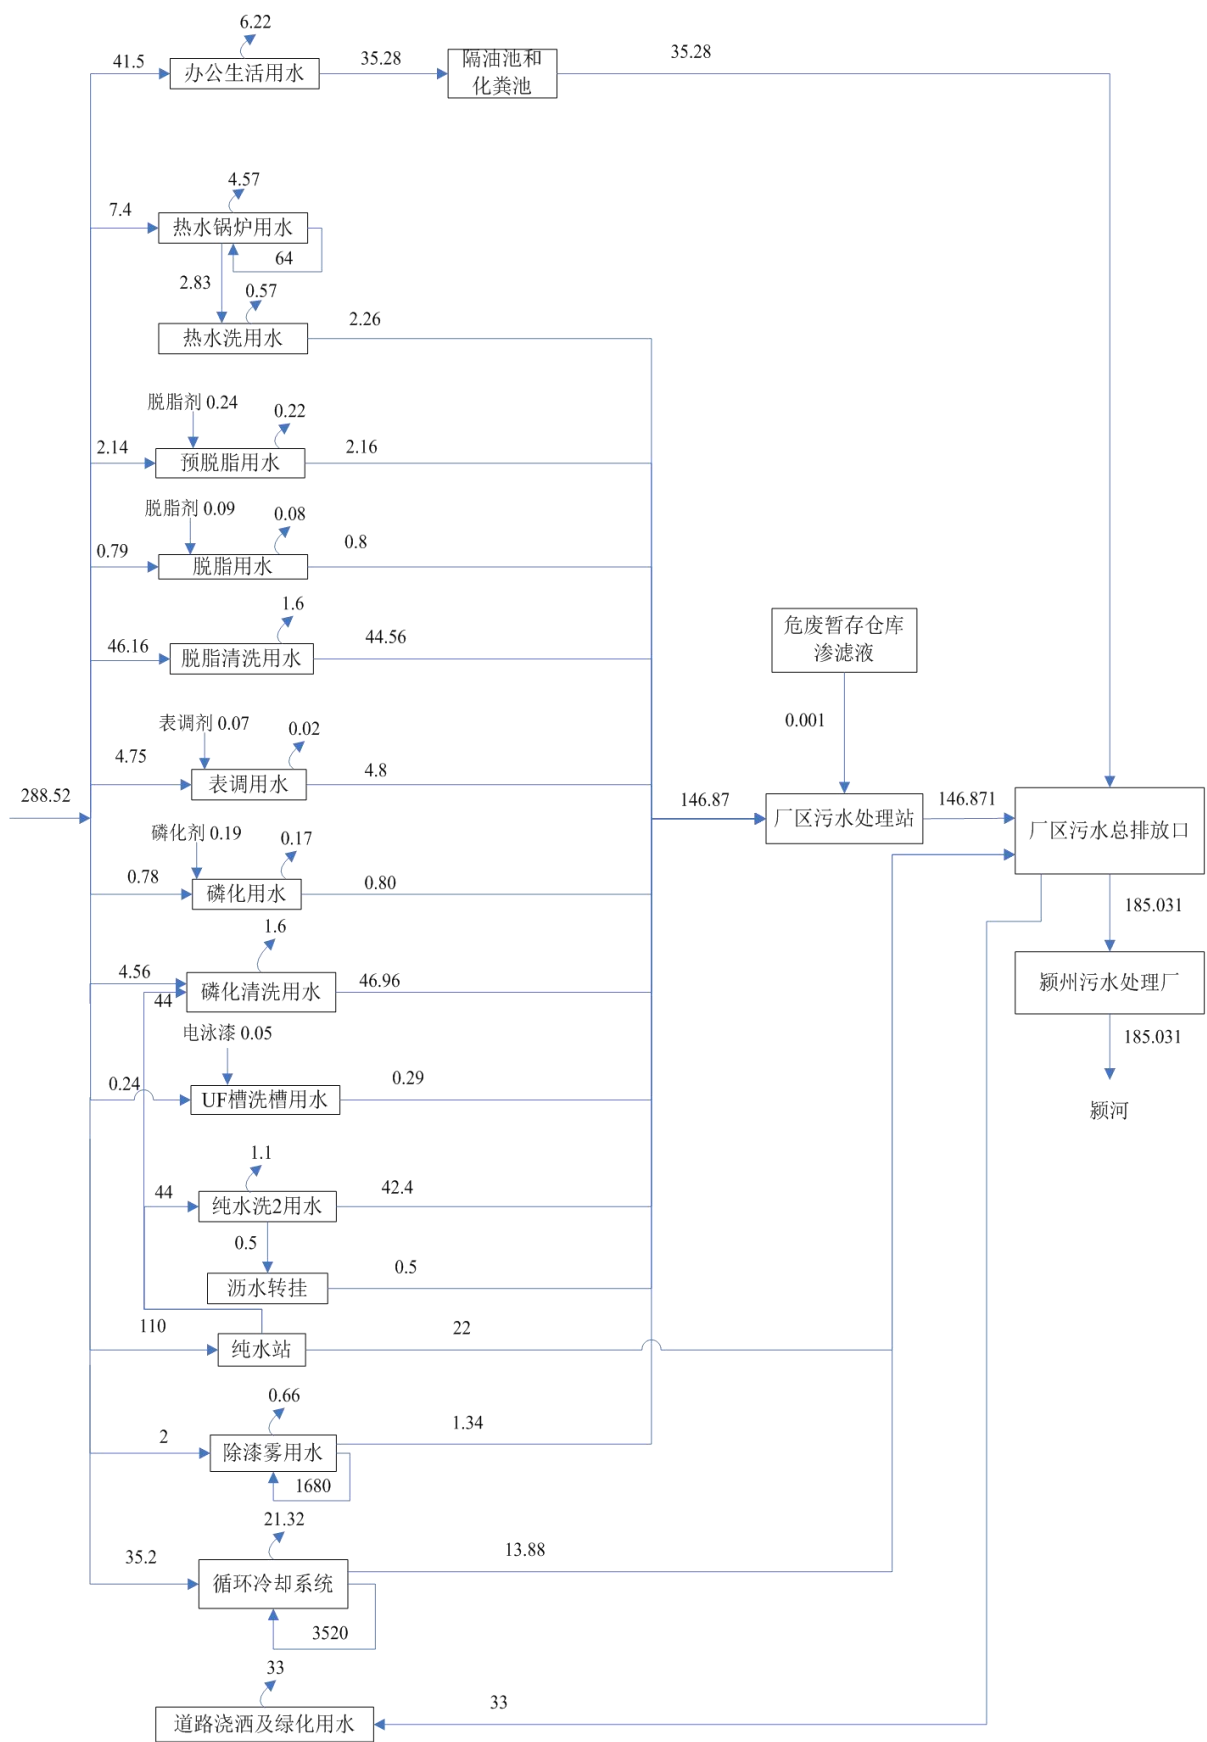 6.22
41.5
办公生活用水
35.28
隔油池和
化粪池
35.28
4.57
7.4
热水锅炉用水
64
2.83
0.57
热水洗用水
2.26
脱脂剂 0.24
0.22
2.14
预脱脂用水
2.16
脱脂剂 0.09
0.08
0.79
脱脂用水
0.8
1.6
46.16
脱脂清洗用水
44.56
危废暂存仓库
渗滤液
0.001
表调剂 0.07
0.02
4.75
表调用水
4.8
288.52
146.87
厂区污水处理站
146.871
厂区污水总排放口
磷化剂 0.19
0.17
0.78
磷化用水
0.80
185.031
1.6
4.56
44
磷化清洗用水
46.96
颍州污水处理厂
电泳漆 0.05
185.031
0.24
UF槽洗槽用水
0.29
颍河
1.1
44
纯水洗2用水
42.4
0.5
沥水转挂
0.5
110
纯水站
22
0.66
2
除漆雾用水
1.34
1680
21.32
35.2
循环冷却系统
13.88
3520
33
道路浇洒及绿化用水
33